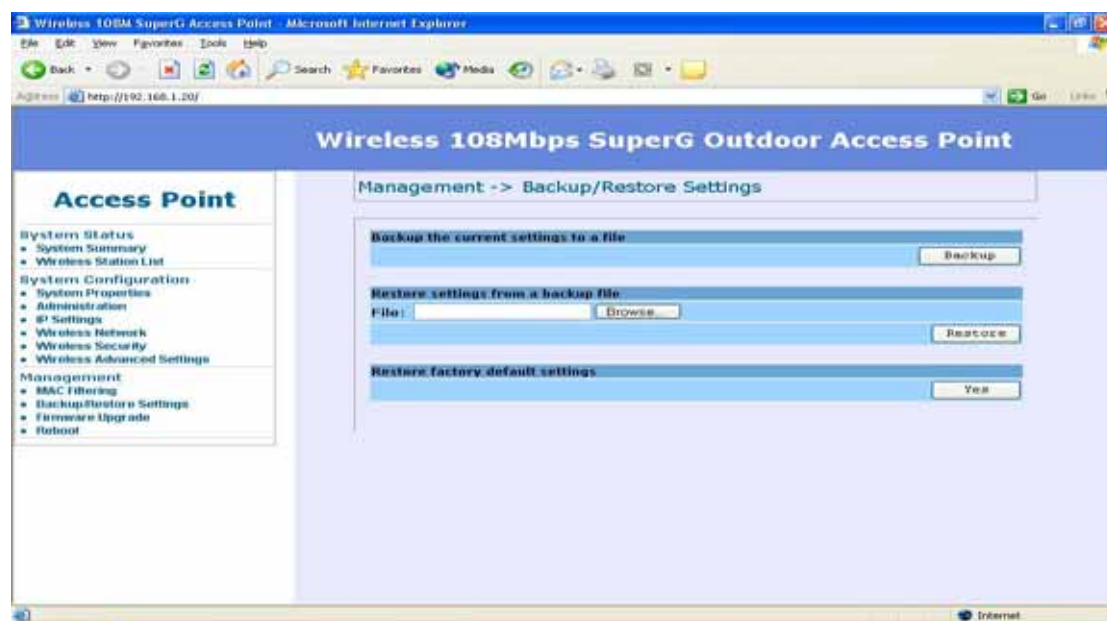 Wireless 108M SuperG Access Point - Microsoft Internet Explorer
File Edit View Favorites Tools Help
Back Search Favorites Media
Address http://192.168.1.20/ Go Links
Wireless 108Mbps SuperG Outdoor Access Point
Access Point
System Status
System Summary
Wireless Station List
System Configuration
System Properties
Administration
IP Settings
Wireless Network
Wireless Security
Wireless Advanced Settings
Management
MAC Filtering
Backup/Restore Settings
Firmware Upgrade
Reboot
Management -> Backup/Restore Settings
Backup the current settings to a file
Backup
Restore settings from a backup file
File: Browse...
Restore
Restore factory default settings
Yes
Internet